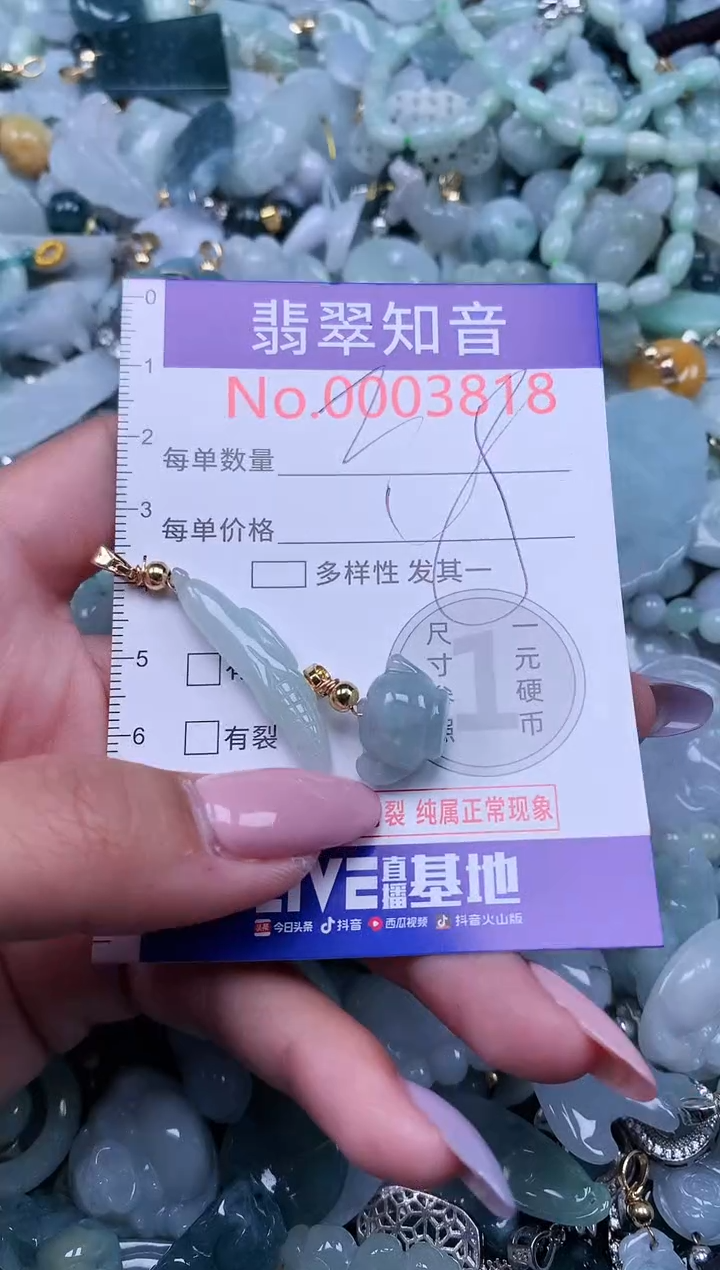 翡翠知音
No.0003818
每单数量
每单价格
多样性 发其一
尺寸
一元硬币
1
有裂
裂 纯属正常现象
LIVE直播基地
今日头条 抖音 西瓜视频 抖音火山版
0
1
2
3
5
6